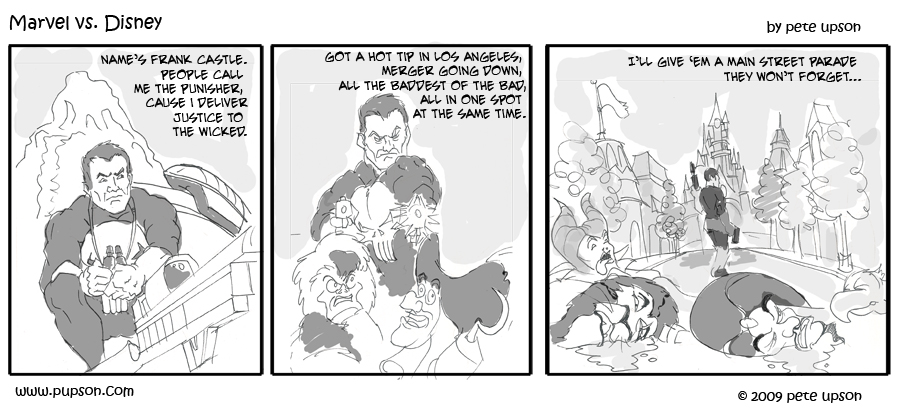 Marvel vs. Disney
by pete upson
NAME'S FRANK CASTLE.
PEOPLE CALL
ME THE PUNISHER,
CAUSE I DELIVER
JUSTICE TO
THE WICKED.
GOT A HOT TIP IN LOS ANGELES,
MERGER GOING DOWN,
ALL THE BADDEST OF THE BAD,
ALL IN ONE SPOT
AT THE SAME TIME.
I'LL GIVE 'EM A MAIN STREET PARADE
THEY WON'T FORGET...
www.pupson.com
© 2009 pete upson